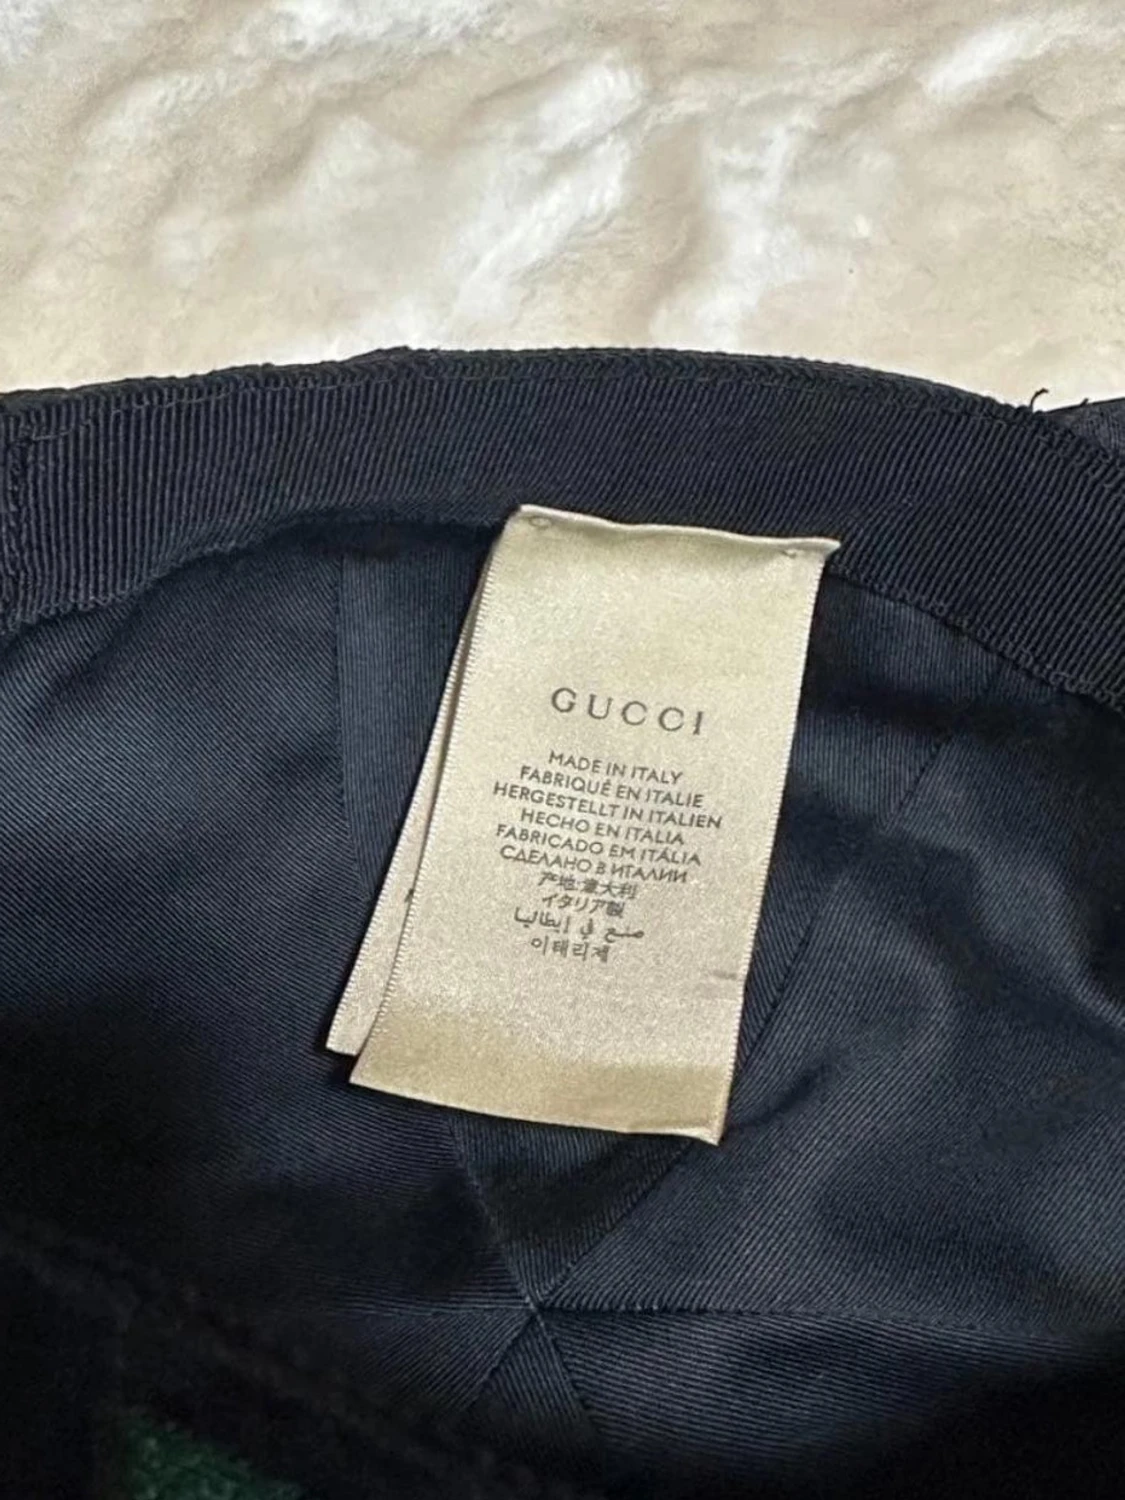 GUCCI
MADE IN ITALY
FABRIQUÉ EN ITALIE
HERGESTELLT IN ITALIEN
HECHO EN ITALIA
FABRICADO EM ITÁLIA
СДЕЛАНО В ИТАЛИИ
产地:意大利
イタリア製
صنع في إيطاليا
이태리제